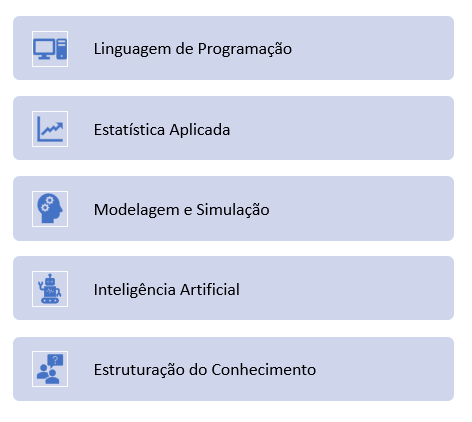 Linguagem de Programação
Estatística Aplicada
Modelagem e Simulação
Inteligência Artificial
Estruturação do Conhecimento